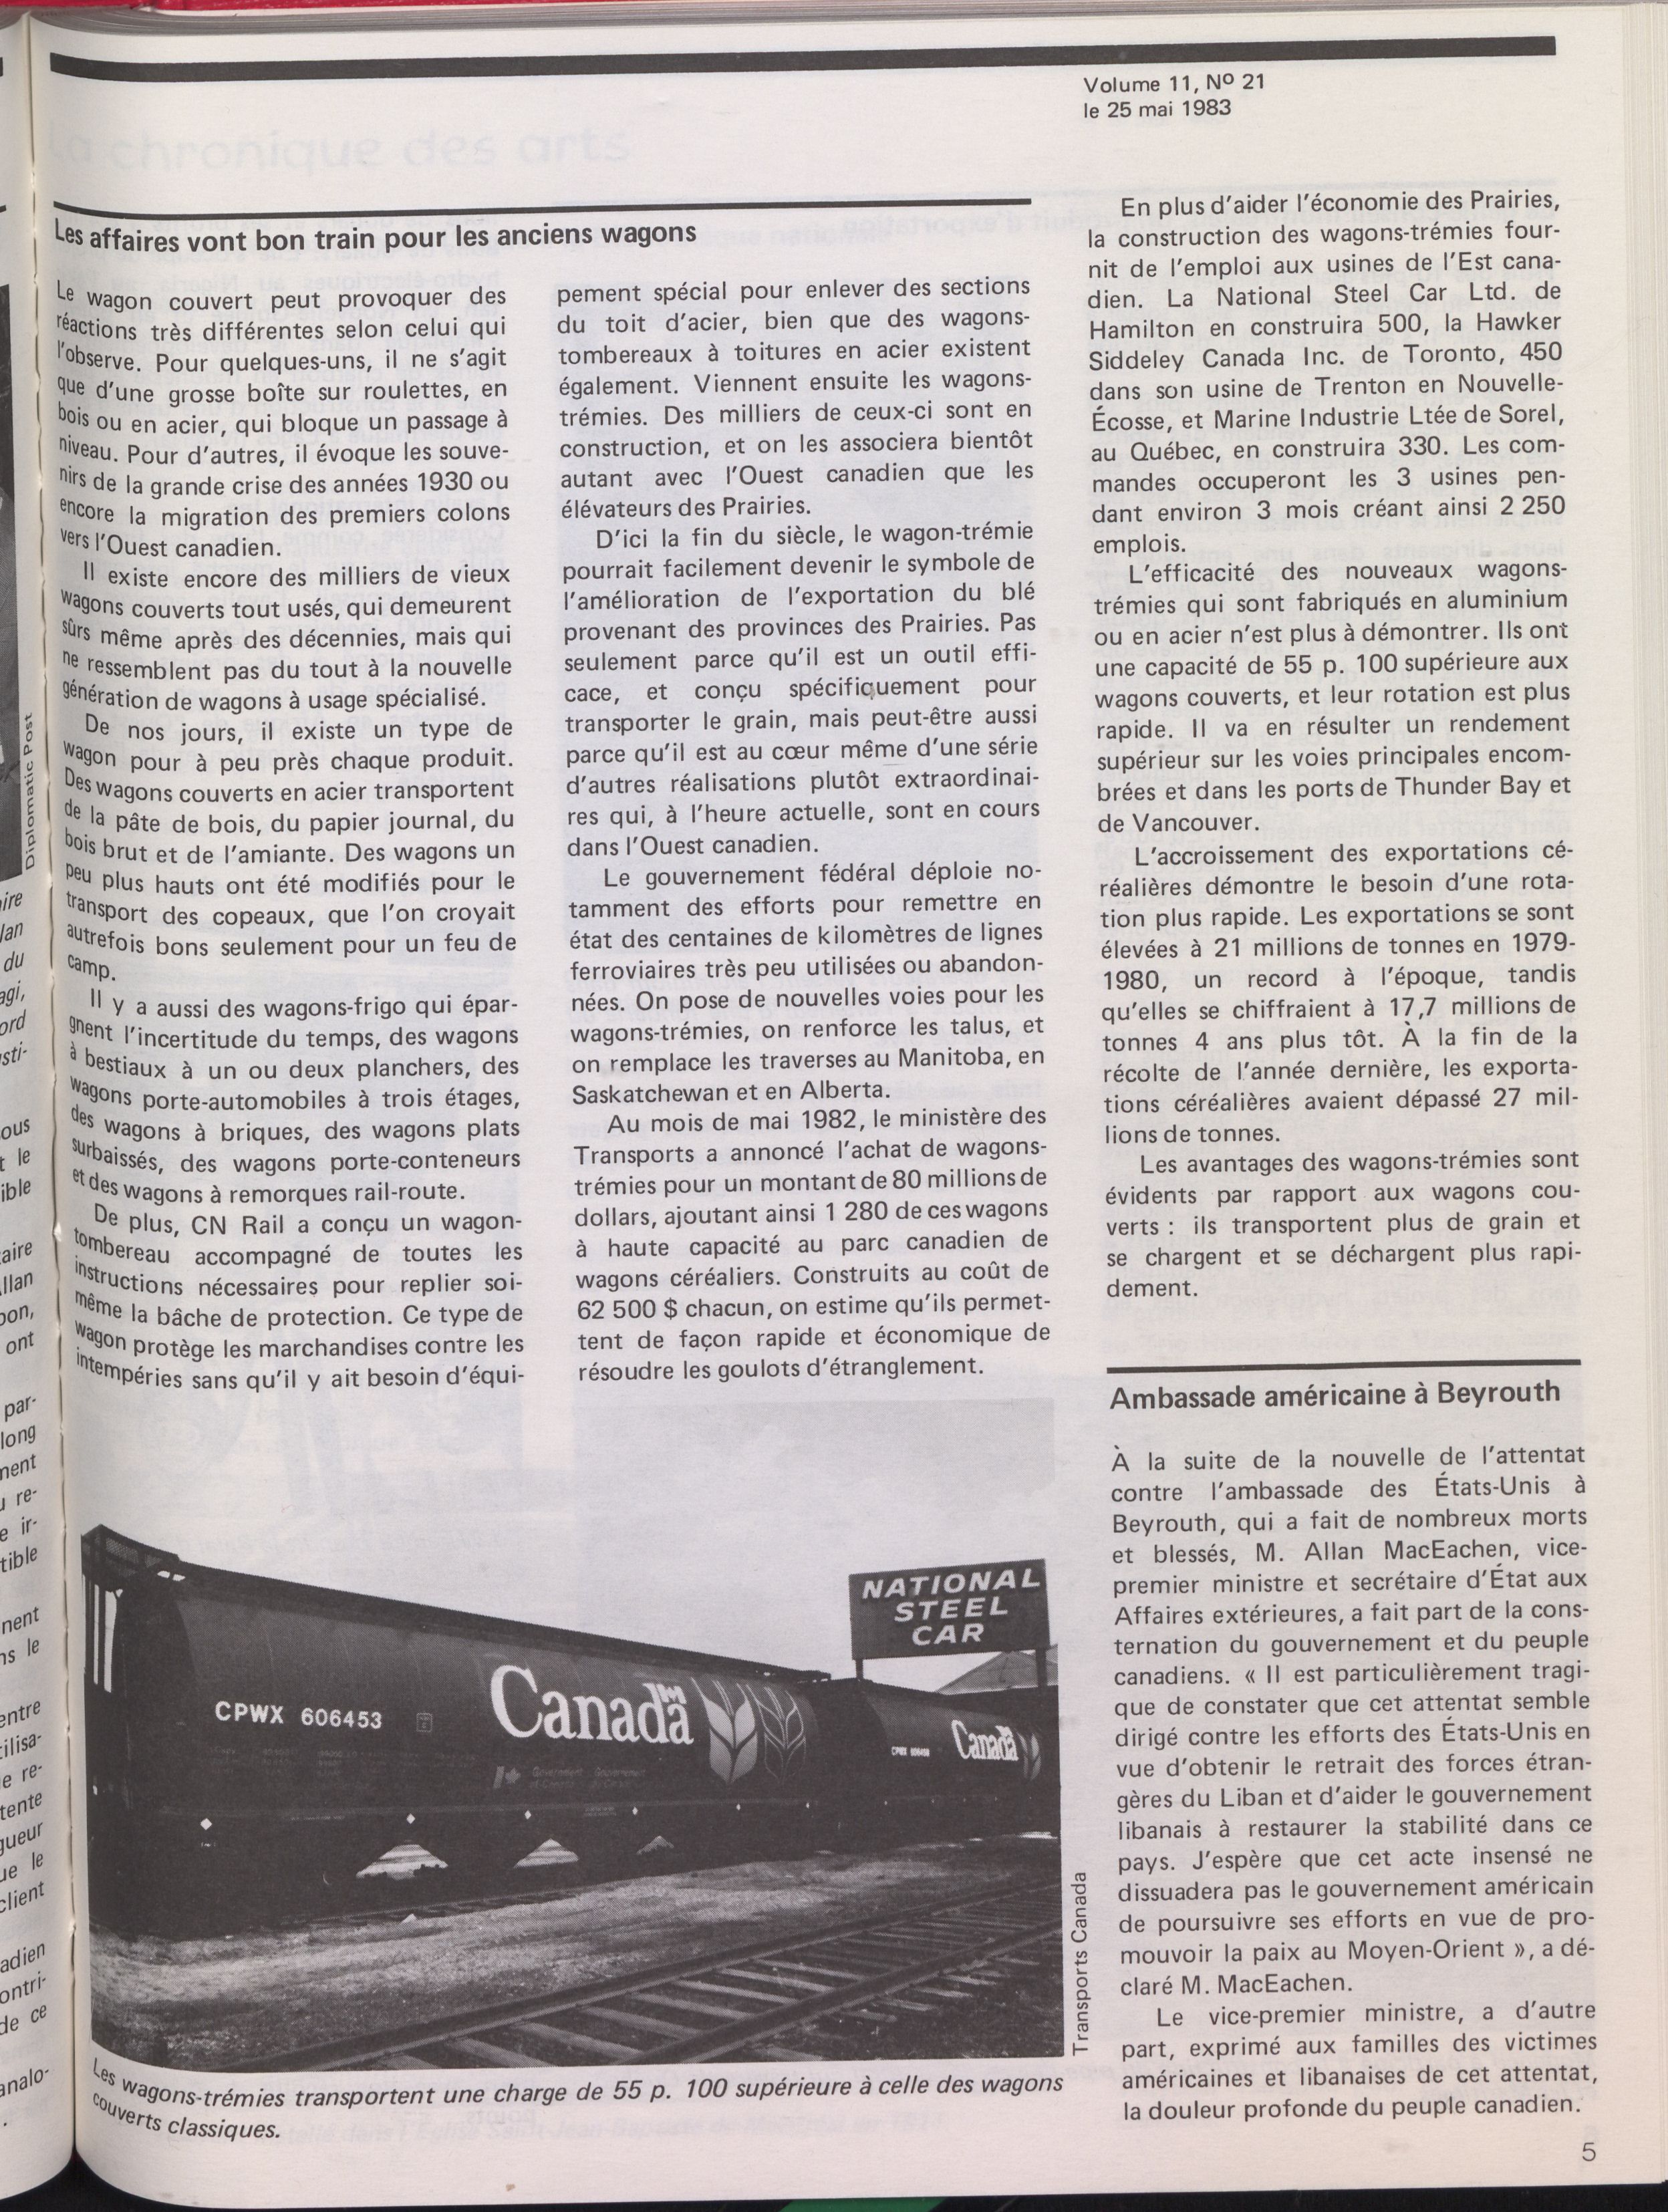 Volume 11, Nº 21
le 25 mai 1983
Les affaires vont bon train pour les anciens wagons
Le wagon couvert peut provoquer des
réactions très différentes selon celui qui
l'observe. Pour quelques-uns, il ne s'agit
que d'une grosse boîte sur roulettes, en
bois ou en acier, qui bloque un passage à
niveau. Pour d'autres, il évoque les souve-
nirs de la grande crise des années 1930 ou
encore la migration des premiers colons
vers l'Ouest canadien.
Il existe encore des milliers de vieux
wagons couverts tout usés, qui demeurent
sûrs même après des décennies, mais qui
ne ressemblent pas du tout à la nouvelle
génération de wagons à usage spécialisé.
De nos jours, il existe un type de
wagon pour à peu près chaque produit.
Des wagons couverts en acier transportent
de la pâte de bois, du papier journal, du
bois brut et de l'amiante. Des wagons un
peu plus hauts ont été modifiés pour le
transport des copeaux, que l'on croyait
autrefois bons seulement pour un feu de
camp.
Il y a aussi des wagons-frigo qui épar-
gnent l'incertitude du temps, des wagons
à bestiaux à un ou deux planchers, des
wagons porte-automobiles à trois étages,
des wagons à briques, des wagons plats
surbaissés, des wagons porte-conteneurs
et des wagons à remorques rail-route.
De plus, CN Rail a conçu un wagon-
tombereau accompagné de toutes les
instructions nécessaires pour replier soi-
même la bâche de protection. Ce type de
wagon protège les marchandises contre les
intempéries sans qu'il y ait besoin d'équi-
pement spécial pour enlever des sections
du toit d'acier, bien que des wagons-
tombereaux à toitures en acier existent
également. Viennent ensuite les wagons-
trémies. Des milliers de ceux-ci sont en
construction, et on les associera bientôt
autant avec l'Ouest canadien que les
élévateurs des Prairies.
D'ici la fin du siècle, le wagon-trémie
pourrait facilement devenir le symbole de
l'amélioration de l'exportation du blé
provenant des provinces des Prairies. Pas
seulement parce qu'il est un outil effi-
cace, et conçu spécifiquement pour
transporter le grain, mais peut-être aussi
parce qu'il est au cœur même d'une série
d'autres réalisations plutôt extraordinai-
res qui, à l'heure actuelle, sont en cours
dans l'Ouest canadien.
Le gouvernement fédéral déploie no-
tamment des efforts pour remettre en
état des centaines de kilomètres de lignes
ferroviaires très peu utilisées ou abandon-
nées. On pose de nouvelles voies pour les
wagons-trémies, on renforce les talus, et
on remplace les traverses au Manitoba, en
Saskatchewan et en Alberta.
Au mois de mai 1982, le ministère des
Transports a annoncé l'achat de wagons-
trémies pour un montant de 80 millions de
dollars, ajoutant ainsi 1 280 de ces wagons
à haute capacité au parc canadien de
wagons céréaliers. Construits au coût de
62 500 $ chacun, on estime qu'ils permet-
tent de façon rapide et économique de
résoudre les goulots d'étranglement.
En plus d'aider l'économie des Prairies,
la construction des wagons-trémies four-
nit de l'emploi aux usines de l'Est cana-
dien. La National Steel Car Ltd. de
Hamilton en construira 500, la Hawker
Siddeley Canada Inc. de Toronto, 450
dans son usine de Trenton en Nouvelle-
Écosse, et Marine Industrie Ltée de Sorel,
au Québec, en construira 330. Les com-
mandes occuperont les 3 usines pen-
dant environ 3 mois créant ainsi 2 250
emplois.
L'efficacité des nouveaux wagons-
trémies qui sont fabriqués en aluminium
ou en acier n'est plus à démontrer. Ils ont
une capacité de 55 p. 100 supérieure aux
wagons couverts, et leur rotation est plus
rapide. Il va en résulter un rendement
supérieur sur les voies principales encom-
brées et dans les ports de Thunder Bay et
de Vancouver.
L'accroissement des exportations cé-
réalières démontre le besoin d'une rota-
tion plus rapide. Les exportations se sont
élevées à 21 millions de tonnes en 1979-
1980, un record à l'époque, tandis
qu'elles se chiffraient à 17,7 millions de
tonnes 4 ans plus tôt. À la fin de la
récolte de l'année dernière, les exporta-
tions céréalières avaient dépassé 27 mil-
lions de tonnes.
Les avantages des wagons-trémies sont
évidents par rapport aux wagons cou-
verts : ils transportent plus de grain et
se chargent et se déchargent plus rapi-
dement.
NATIONAL
STEEL
CAR
CPWX 606453
Canada
Canada
Transports Canada
Les wagons-trémies transportent une charge de 55 p. 100 supérieure à celle des wagons
couverts classiques.
Ambassade américaine à Beyrouth
À la suite de la nouvelle de l'attentat
contre l'ambassade des États-Unis à
Beyrouth, qui a fait de nombreux morts
et blessés, M. Allan MacEachen, vice-
premier ministre et secrétaire d'État aux
Affaires extérieures, a fait part de la cons-
ternation du gouvernement et du peuple
canadiens. « Il est particulièrement tragi-
que de constater que cet attentat semble
dirigé contre les efforts des États-Unis en
vue d'obtenir le retrait des forces étran-
gères du Liban et d'aider le gouvernement
libanais à restaurer la stabilité dans ce
pays. J'espère que cet acte insensé ne
dissuadera pas le gouvernement américain
de poursuivre ses efforts en vue de pro-
mouvoir la paix au Moyen-Orient », a dé-
claré M. MacEachen.
Le vice-premier ministre, a d'autre
part, exprimé aux familles des victimes
américaines et libanaises de cet attentat,
la douleur profonde du peuple canadien.
5
Diplomatic Post